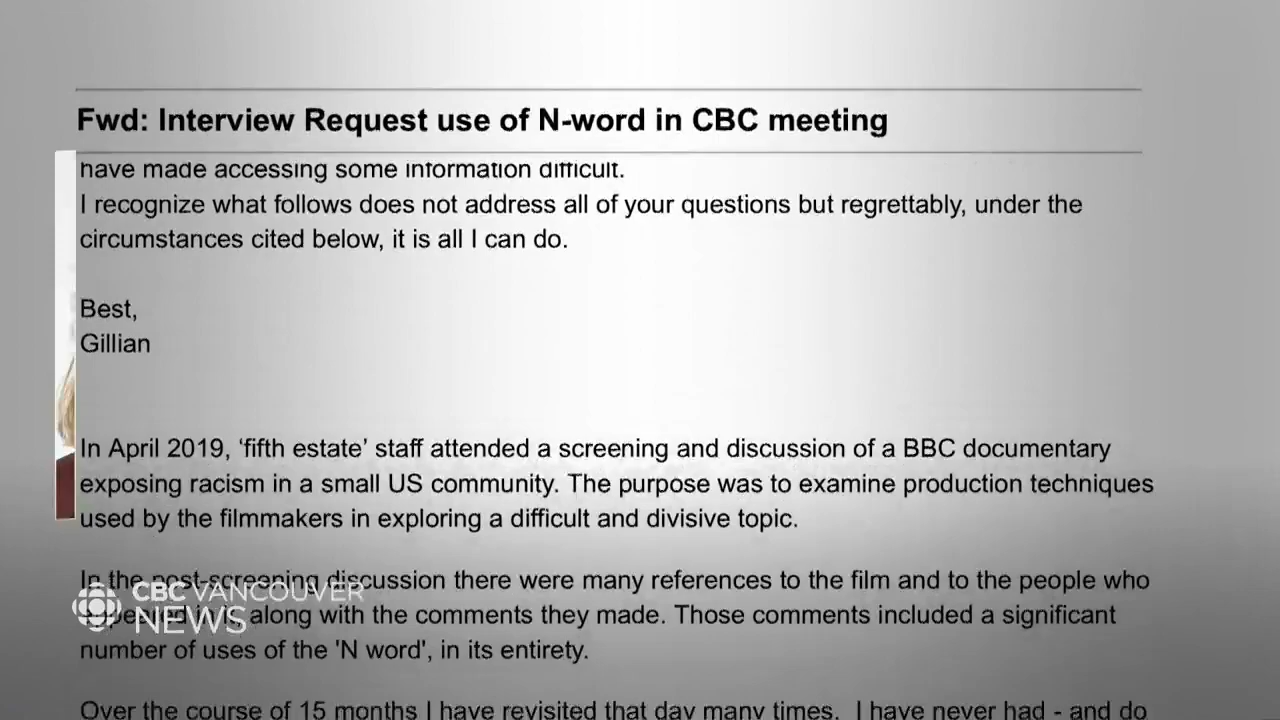 Fwd: Interview Request use of N-word in CBC meeting
have made accessing some information difficult.
I recognize what follows does not address all of your questions but regrettably, under the
circumstances cited below, it is all I can do.
Best,
Gillian
In April 2019, ‘fifth estate’ staff attended a screening and discussion of a BBC documentary
exposing racism in a small US community. The purpose was to examine production techniques
used by the filmmakers in exploring a difficult and divisive topic.
In the post-screening discussion there were many references to the film and to the people who
along with the comments they made. Those comments included a significant
number of uses of the 'N word', in its entirety.
Over the course of 15 months I have revisited that day many times. I have never had - and do
CBC VANCOUVER
NEWS